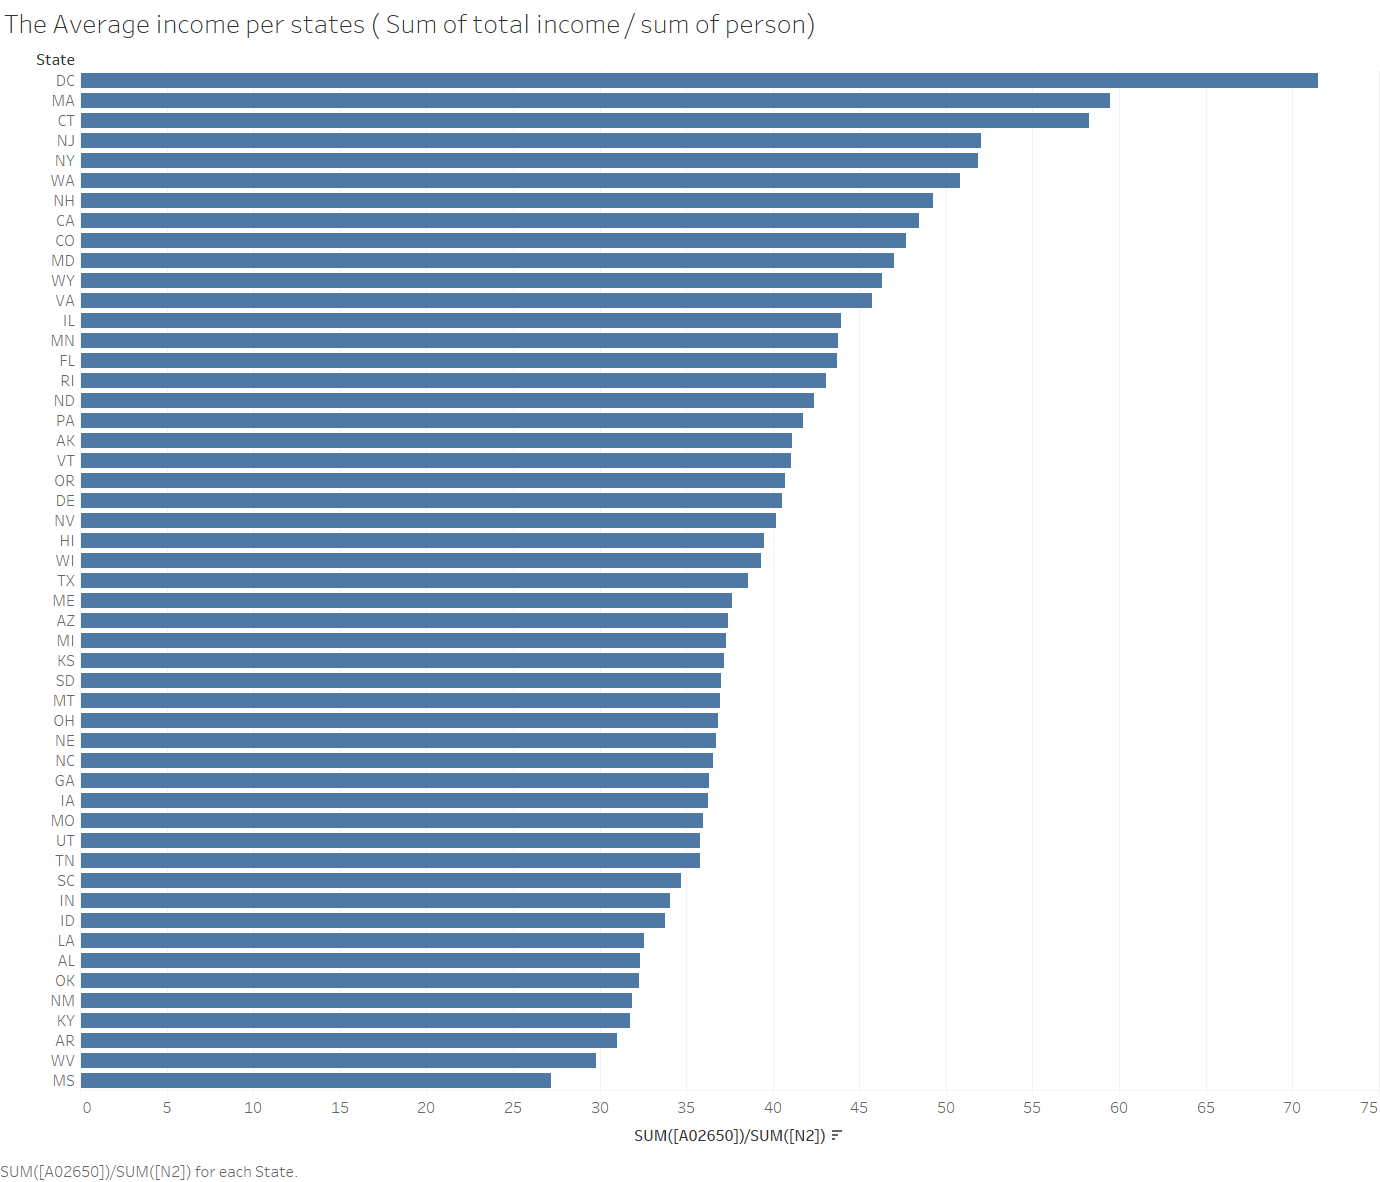 The Average income per states ( Sum of total income / sum of person)
State
DC
MA
CT
NJ
NY
WA
NH
CA
CO
MD
WY
VA
IL
MN
FL
RI
ND
PA
AK
VT
OR
DE
NV
HI
WI
TX
ME
AZ
MI
KS
SD
MT
OH
NE
NC
GA
IA
MO
UT
TN
SC
IN
ID
LA
AL
OK
NM
KY
AR
WV
MS
0 5 10 15 20 25 30 35 40 45 50 55 60 65 70 75
SUM([A02650])/SUM([N2])
SUM([A02650])/SUM([N2]) for each State.